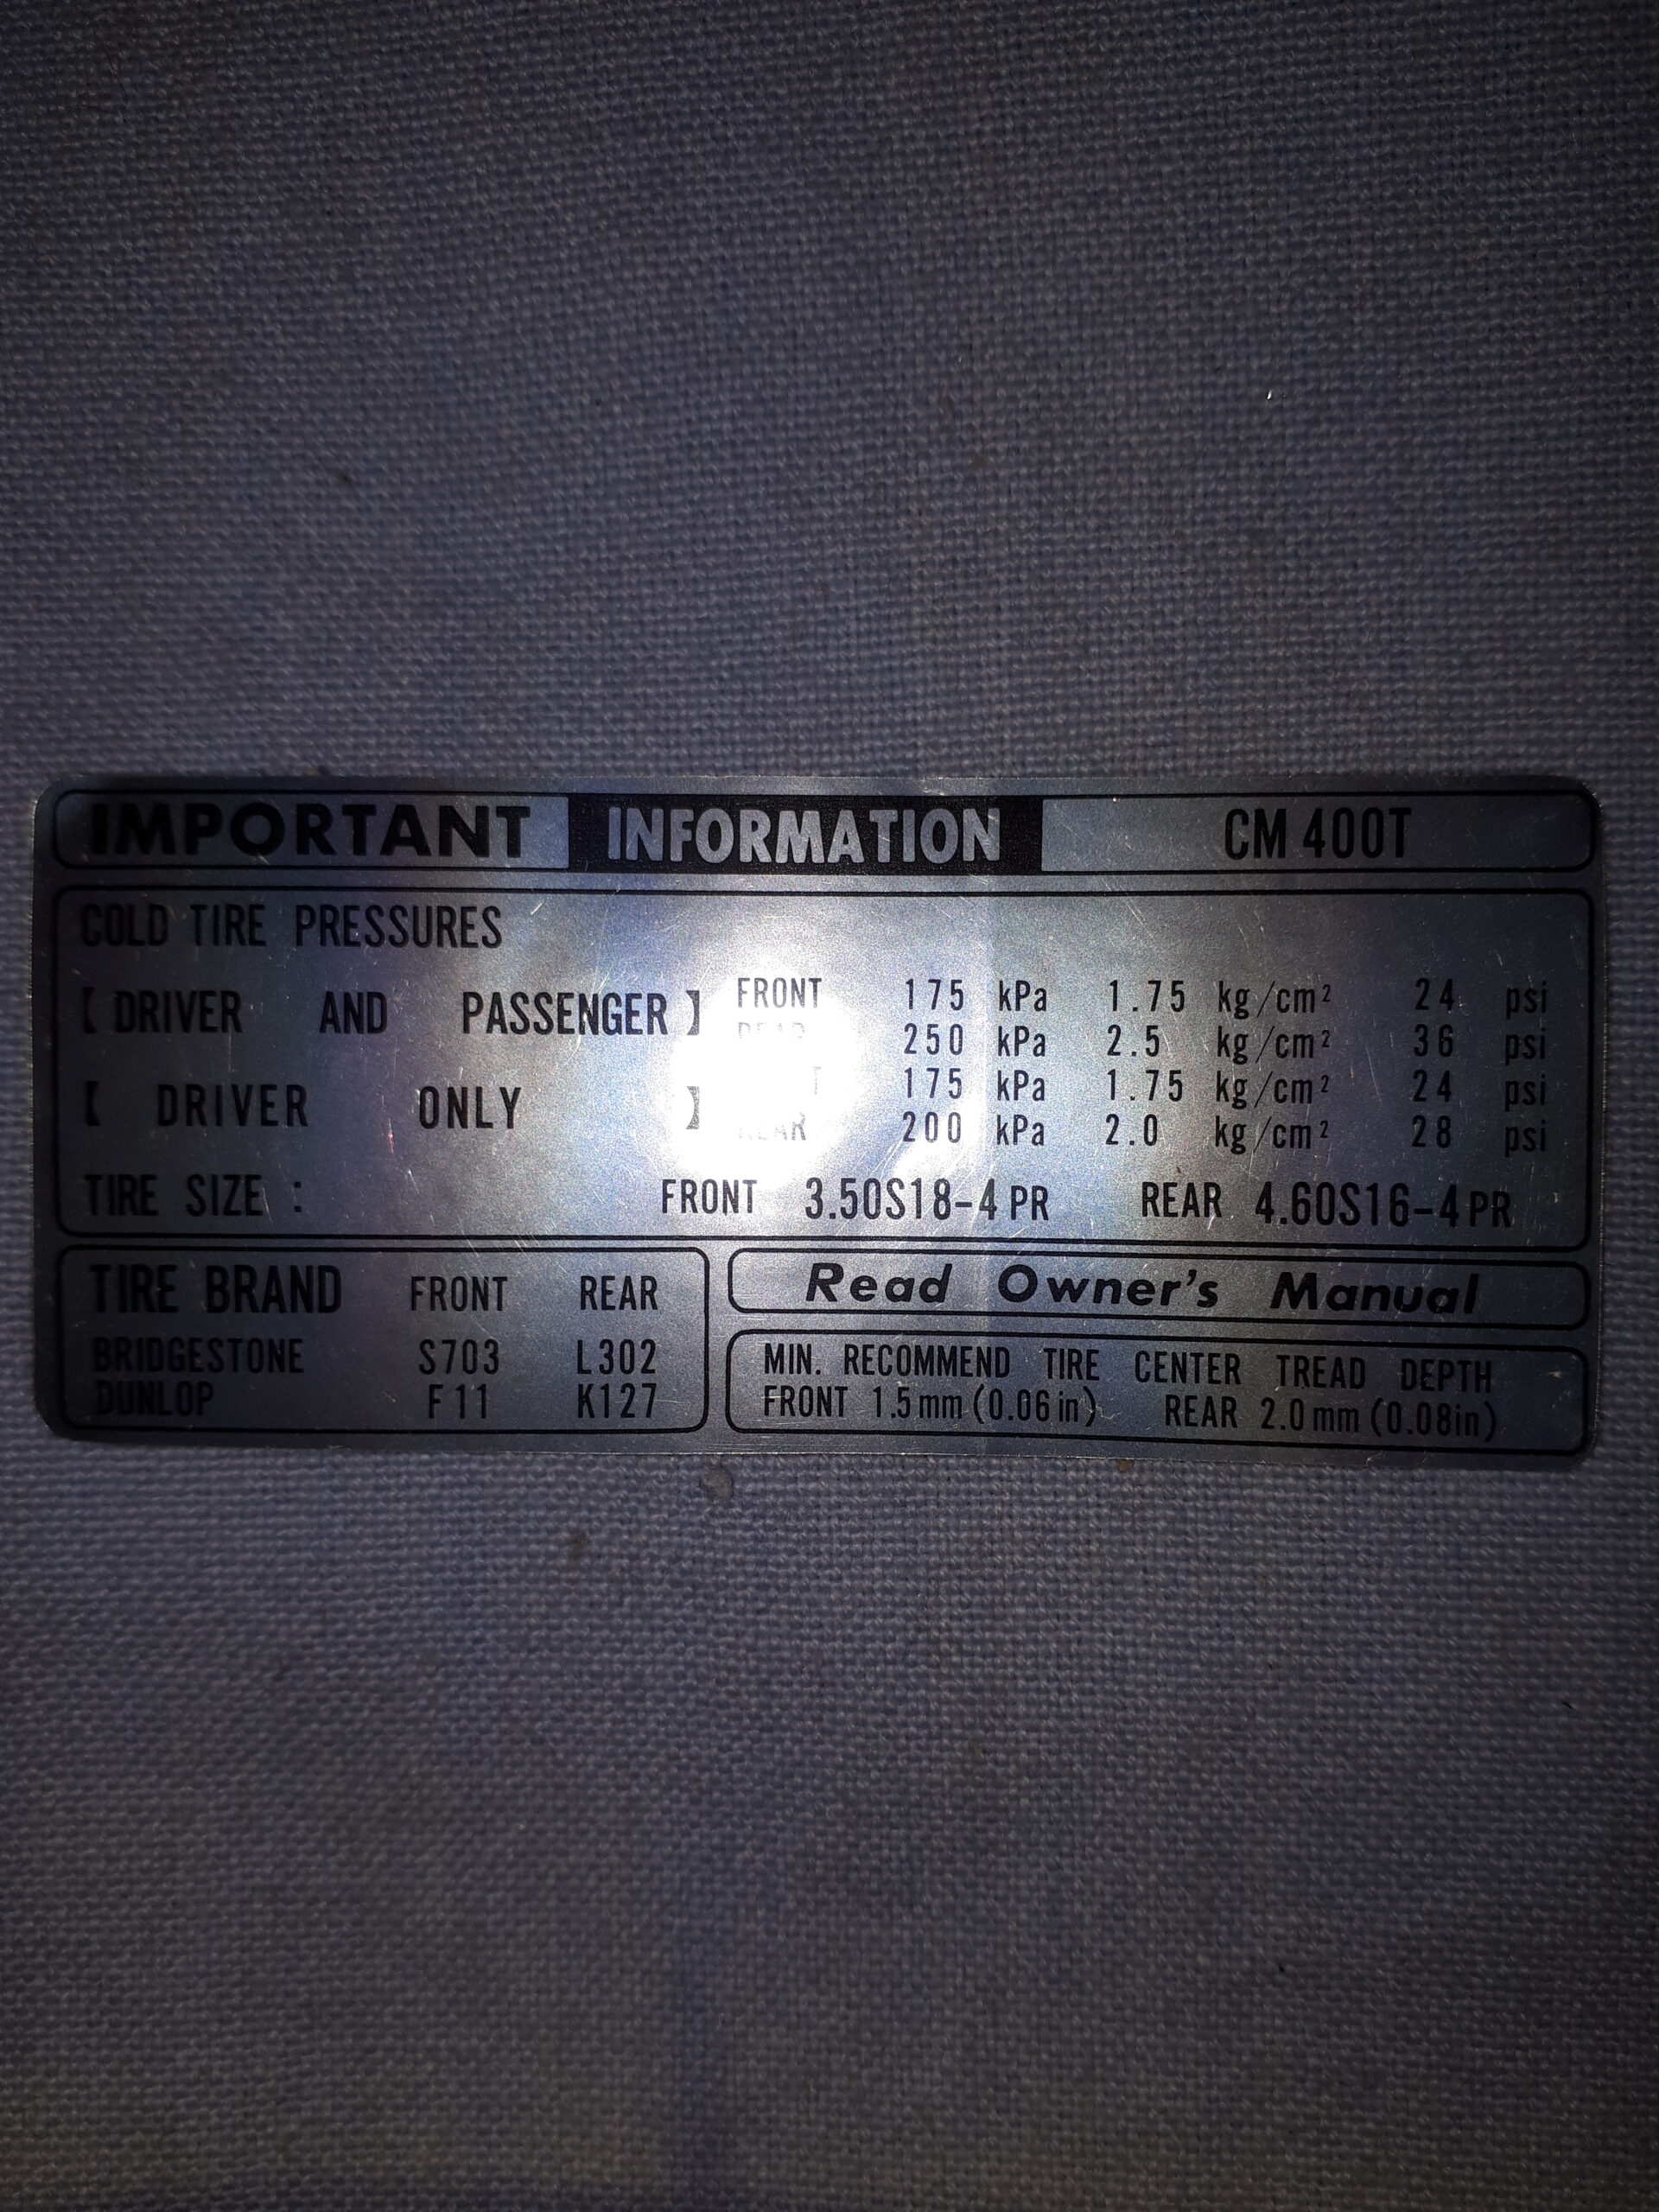 IMPORTANT INFORMATION CM 400T
COLD TIRE PRESSURES
【DRIVER AND PASSENGER】 FRONT 175 kPa 1.75 kg/cm² 24 psi
REAR 250 kPa 2.5 kg/cm² 36 psi
175 kPa 1.75 kg/cm² 24 psi
【 DRIVER ONLY 】 REAR 200 kPa 2.0 kg/cm² 28 psi
TIRE SIZE : FRONT 3.50S18-4PR REAR 4.60S16-4PR
TIRE BRAND FRONT REAR
BRIDGESTONE S703 L302
DUNLOP F11 K127
Read Owner's Manual
MIN. RECOMMEND TIRE CENTER TREAD DEPTH
FRONT 1.5mm (0.06in) REAR 2.0mm (0.08in)